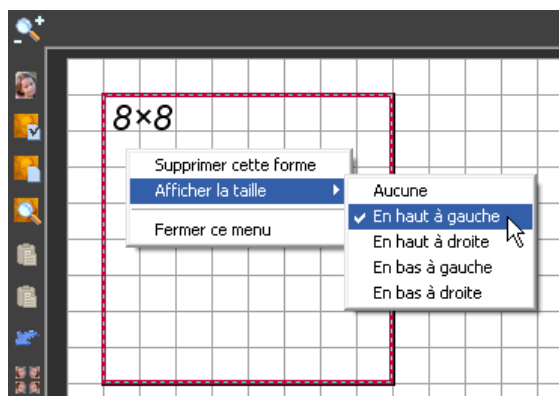 8×8
Supprimer cette forme
Afficher la taille
Fermer ce menu
Aucune
En haut à gauche
En haut à droite
En bas à gauche
En bas à droite